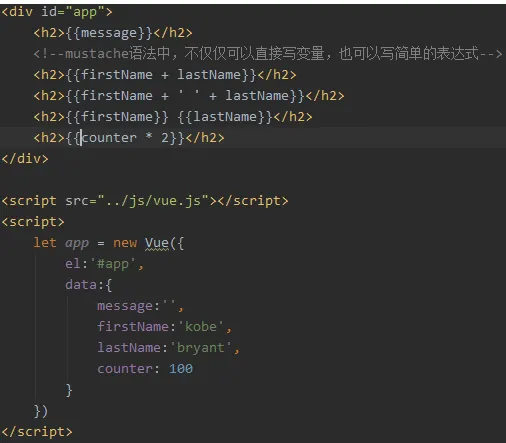 <div id="app">
    <h2>{{message}}</h2>
    <!--mustache语法中，不仅仅可以直接写变量，也可以写简单的表达式-->
    <h2>{{firstName + lastName}}</h2>
    <h2>{{firstName + ' ' + lastName}}</h2>
    <h2>{{firstName}} {{lastName}}</h2>
    <h2>{{counter * 2}}</h2>
</div>
<script src="../js/vue.js"></script>
<script>
    let app = new Vue({
        el:'#app',
        data:{
            message:'',
            firstName:'kobe',
            lastName:'bryant',
            counter: 100
        }
    })
</script>